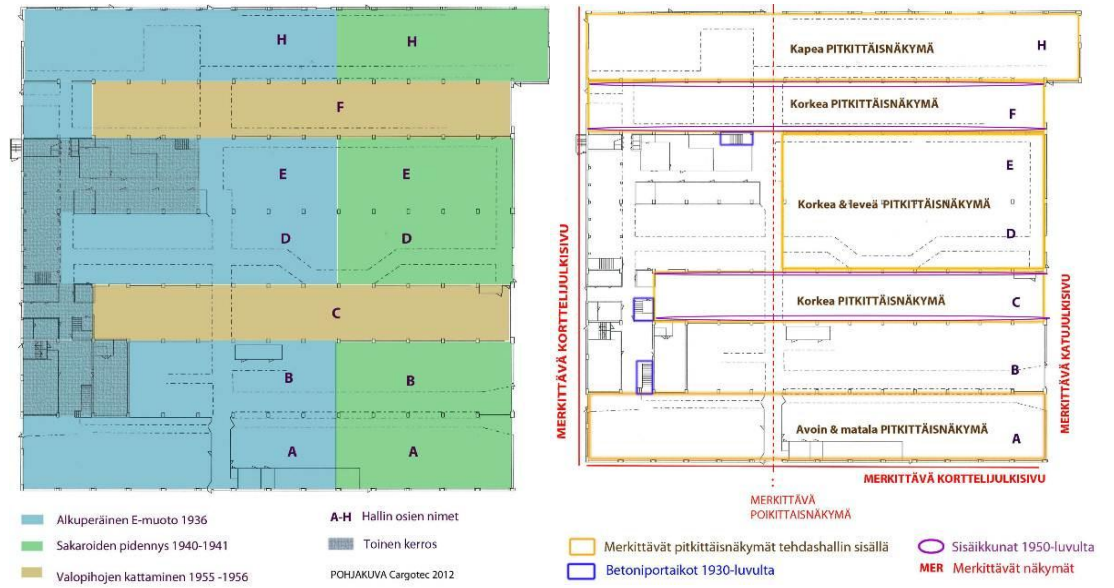 H
H
F
E
E
D
D
C
B
B
A
A
Alkuperäinen E-muoto 1936
Sakaroiden pidennys 1940-1941
Valopihojen kattaminen 1955 -1956
A-H Hallin osien nimet
Toinen kerros
POHJAKUVA Cargotec 2012
Kapea PITKITTÄISNÄKYMÄ
H
Korkea PITKITTÄISNÄKYMÄ
F
E
Korkea & leveä PITKITTÄISNÄKYMÄ
D
Korkea PITKITTÄISNÄKYMÄ
C
B
Avoin & matala PITKITTÄISNÄKYMÄ
A
MERKITTÄVÄ KORTTELIJULKISIVU
MERKITTÄVÄ KATUJULKISIVU
MERKITTÄVÄ KORTTELIJULKISIVU
MERKITTÄVÄ
POIKITTAISNÄKYMÄ
Merkittävät pitkittäisnäkymät tehdashallin sisällä
Betoniportaikot 1930-luvulta
Sisäikkunat 1950-luvulta
MER Merkittävät näkymät